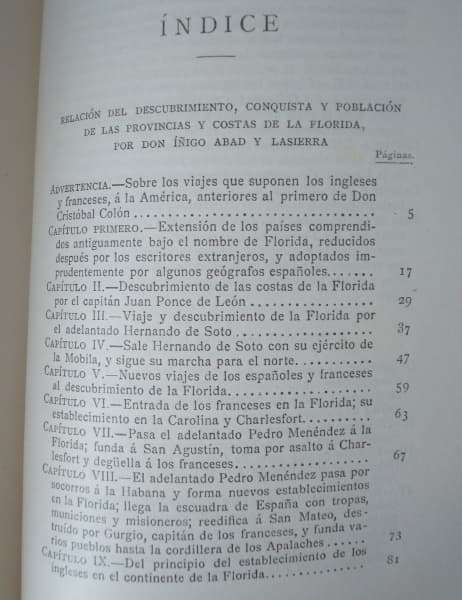 ÍNDICE
RELACIÓN DEL DESCUBRIMIENTO, CONQUISTA Y POBLACIÓN
DE LAS PROVINCIAS Y COSTAS DE LA FLORIDA,
POR DON ÍÑIGO ABAD Y LASIERRA
Páginas.
ADVERTENCIA.—Sobre los viajes que suponen los ingleses
y franceses, á la América, anteriores al primero de Don
Cristóbal Colón.................................. 5
CAPÍTULO PRIMERO.—Extensión de los países comprendi-
didos antiguamente bajo el nombre de Florida, reducidos
después por los escritores extranjeros, y adoptados im-
prudentemente por algunos geógrafos españoles....... 17
CAPÍTULO II.—Descubrimiento de las costas de la Florida
por el capitán Juan Ponce de León ................. 29
CAPÍTULO III.—Viaje y descubrimiento de la Florida por
el adelantado Hernando de Soto .................... 37
CAPÍTULO IV.—Sale Hernando de Soto con su ejército de
la Mobila, y sigue su marcha para el norte........... 47
CAPÍTULO V.—Nuevos viajes de los españoles y franceses
al descubrimiento de la Florida..................... 59
CAPÍTULO VI.—Entrada de los franceses en la Florida; su
establecimiento en la Carolina y Charlesfort.......... 63
CAPÍTULO VII.—Pasa el adelantado Pedro Menéndez á la
Florida; funda á San Agustín, toma por asalto á Char-
lesfort y degüella á los franceses.................... 67
CAPÍTULO VIII.—El adelantado Pedro Menéndez pasa por
socorros á la Habana y forma nuevos establecimientos
en la Florida; llega la escuadra de España con tropas,
municiones y misioneros; reedifica á San Mateo, des-
truído por Gurgio, capitán de los franceses, y funda va-
rios pueblos hasta la cordillera de los Apalaches ...... 73
CAPÍTULO IX.—Del principio del establecimiento de los
ingleses en el continente de la Florida............... 81